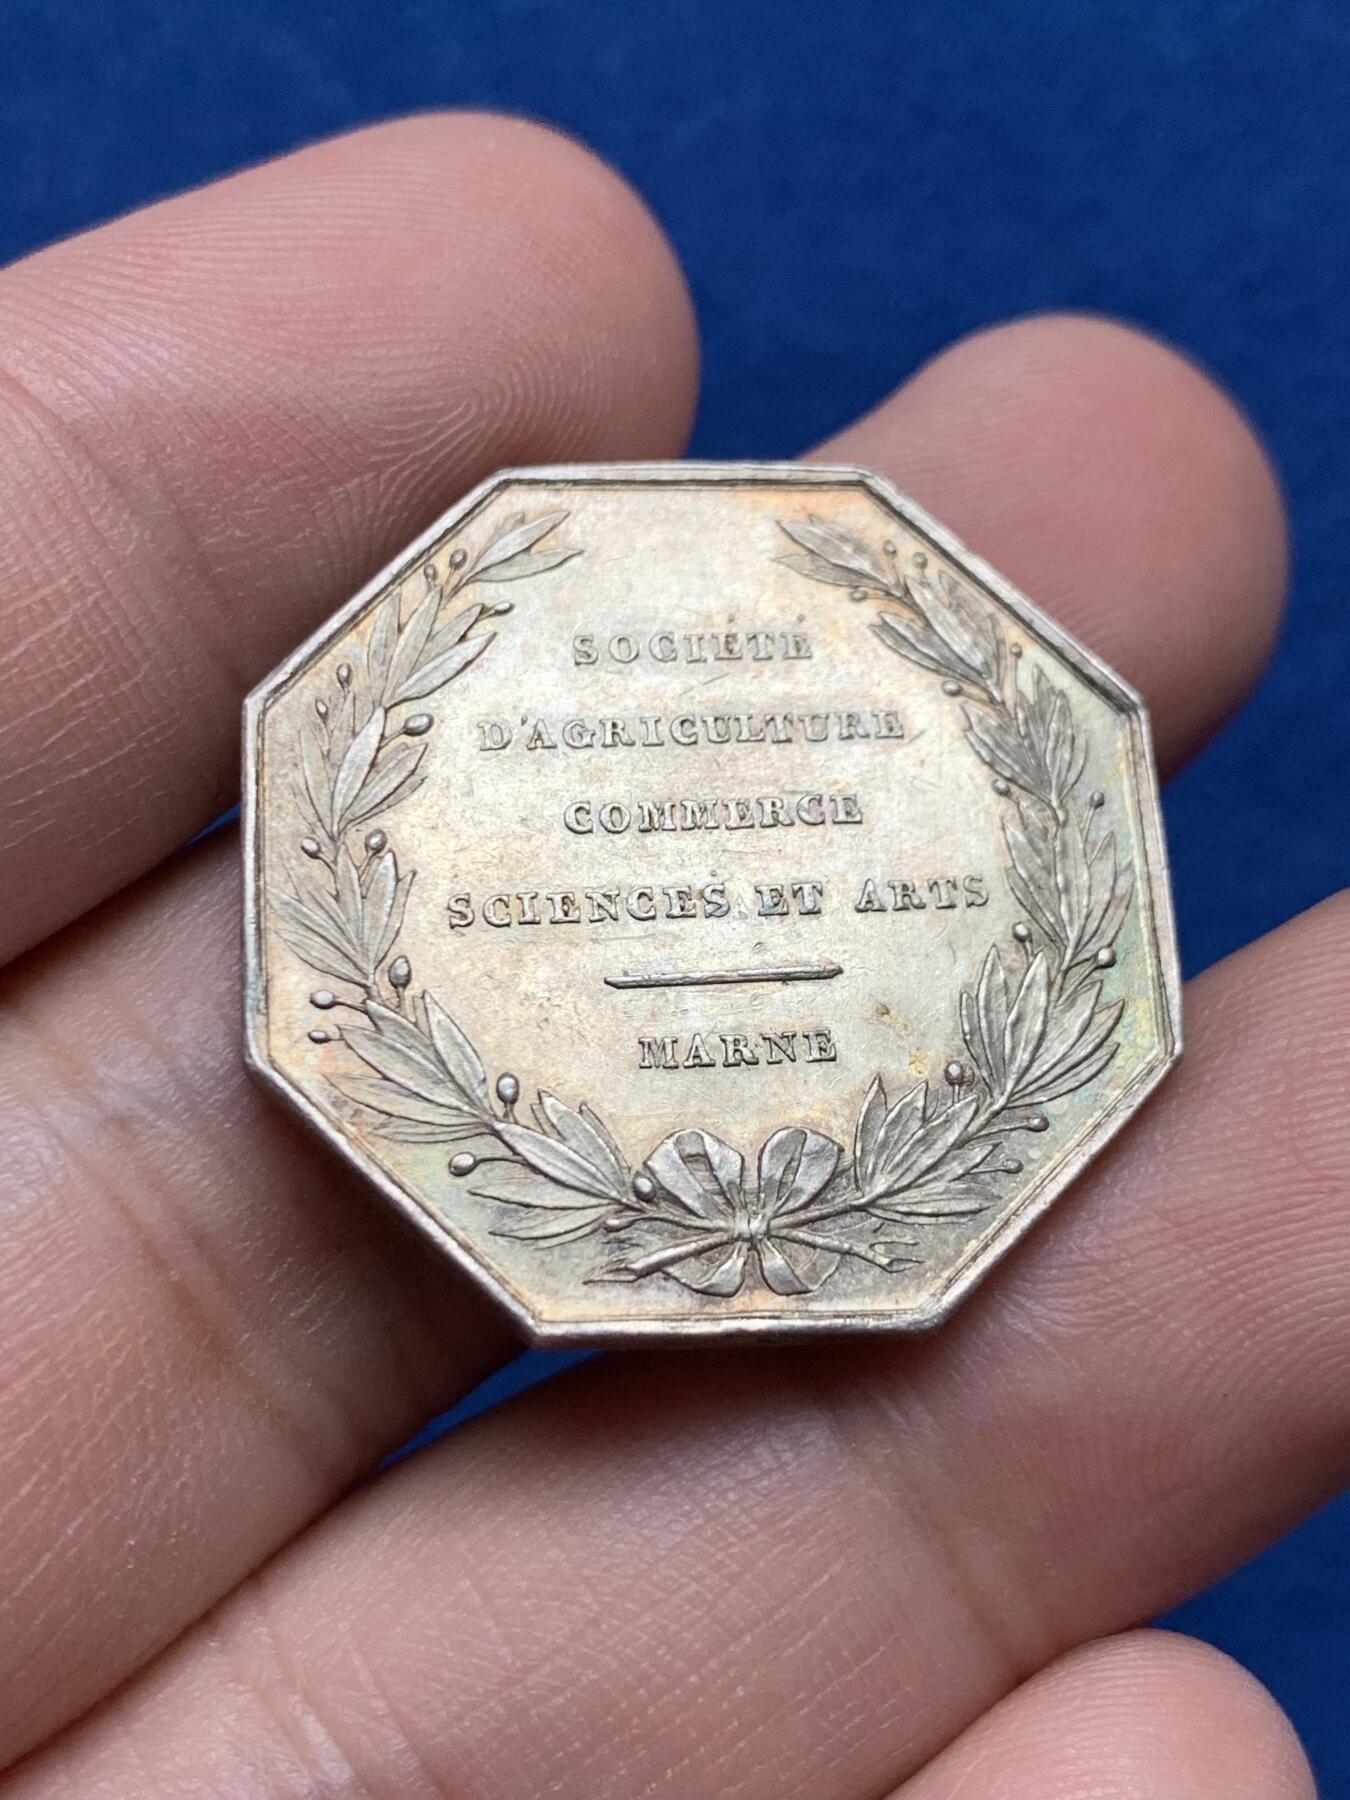 SOCIÉTÉ
D'AGRICULTURE
COMMERCE
SCIENCES ET ARTS
MARNE